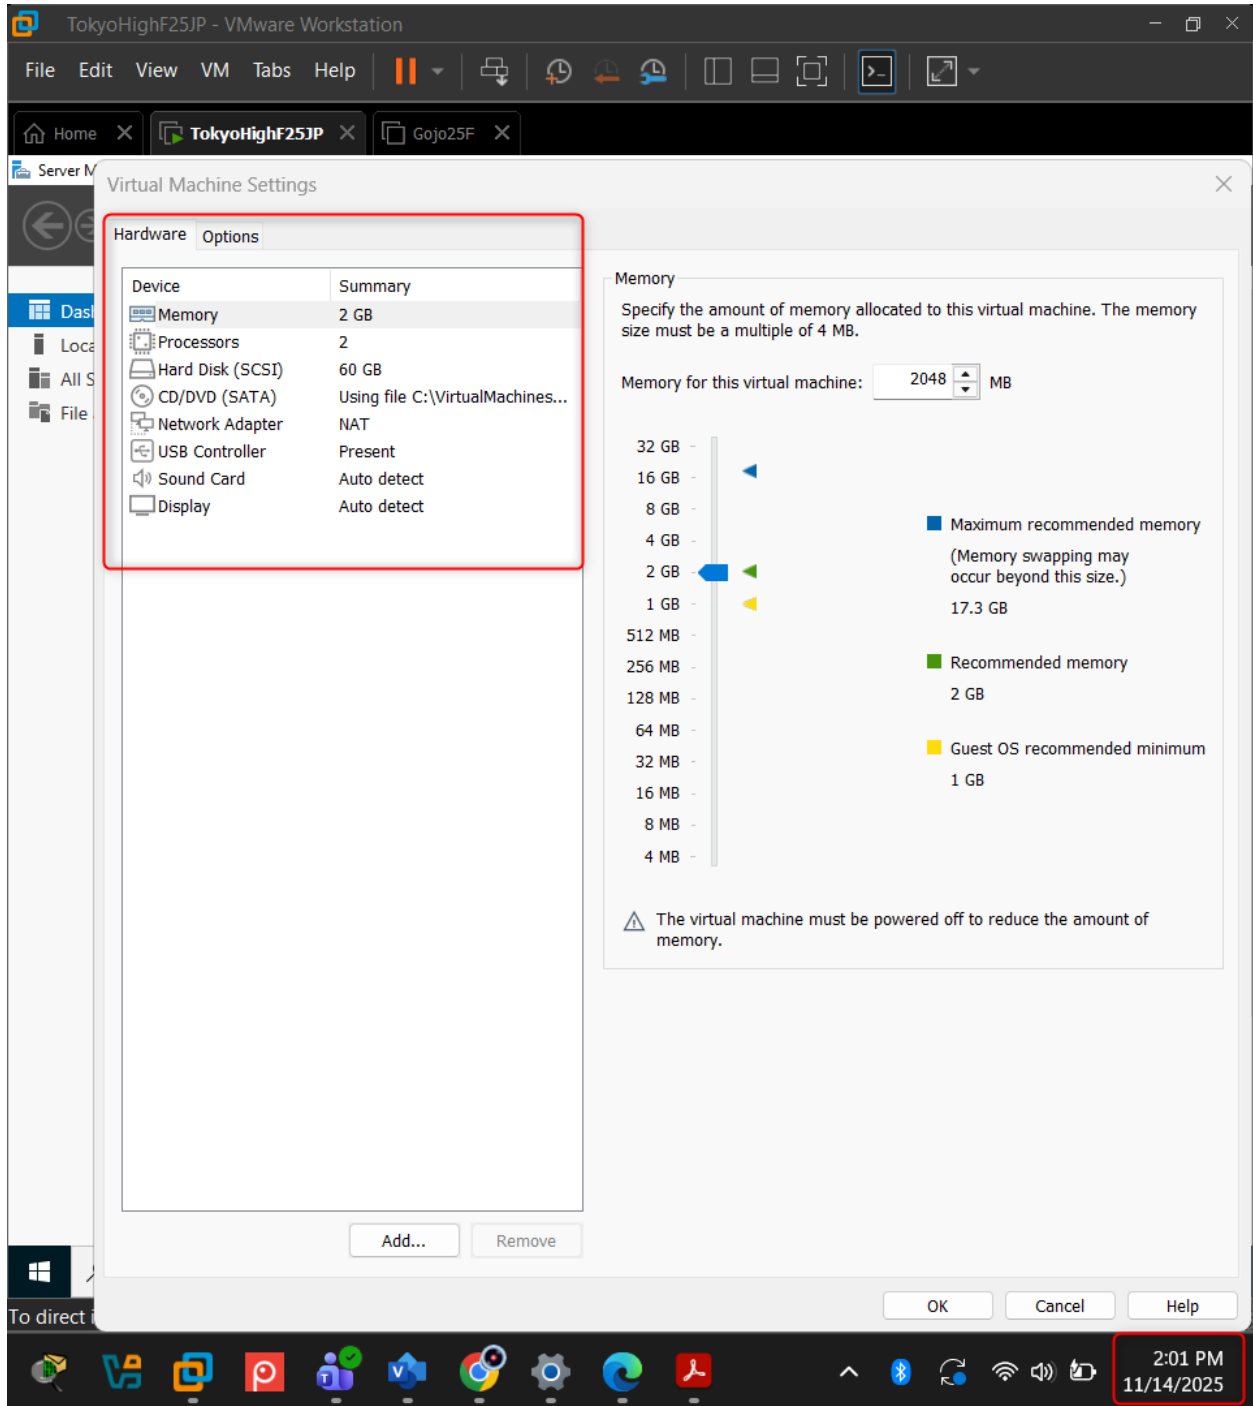 TokyoHighF25JP - VMware Workstation
File Edit View VM Tabs Help
Home TokyoHighF25JP Gojo25F
Server M
Virtual Machine Settings
Hardware Options
Device Summary
Memory 2 GB
Processors 2
Hard Disk (SCSI) 60 GB
CD/DVD (SATA) Using file C:\VirtualMachines...
Network Adapter NAT
USB Controller Present
Sound Card Auto detect
Display Auto detect
Das
Loca
All S
File
Add... Remove
Memory
Specify the amount of memory allocated to this virtual machine. The memory
size must be a multiple of 4 MB.
Memory for this virtual machine: 2048 MB
32 GB
16 GB
8 GB
4 GB
2 GB
1 GB
512 MB
256 MB
128 MB
64 MB
32 MB
16 MB
8 MB
4 MB
Maximum recommended memory
(Memory swapping may
occur beyond this size.)
17.3 GB
Recommended memory
2 GB
Guest OS recommended minimum
1 GB
The virtual machine must be powered off to reduce the amount of
memory.
OK Cancel Help
To direct i
2:01 PM
11/14/2025